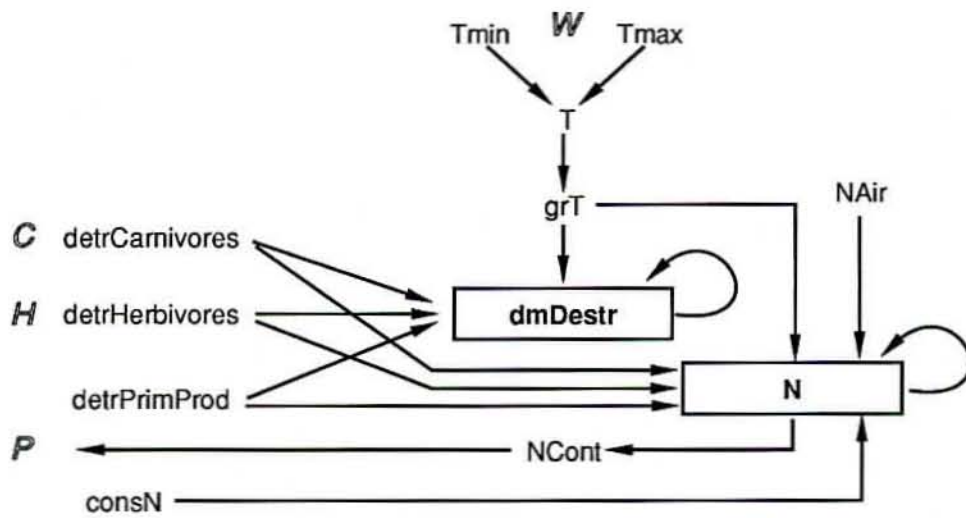 W
Tmin Tmax
T
grT NAir
C detrCarnivores
H detrHerbivores dmDestr
detrPrimProd N
P NCont
consN